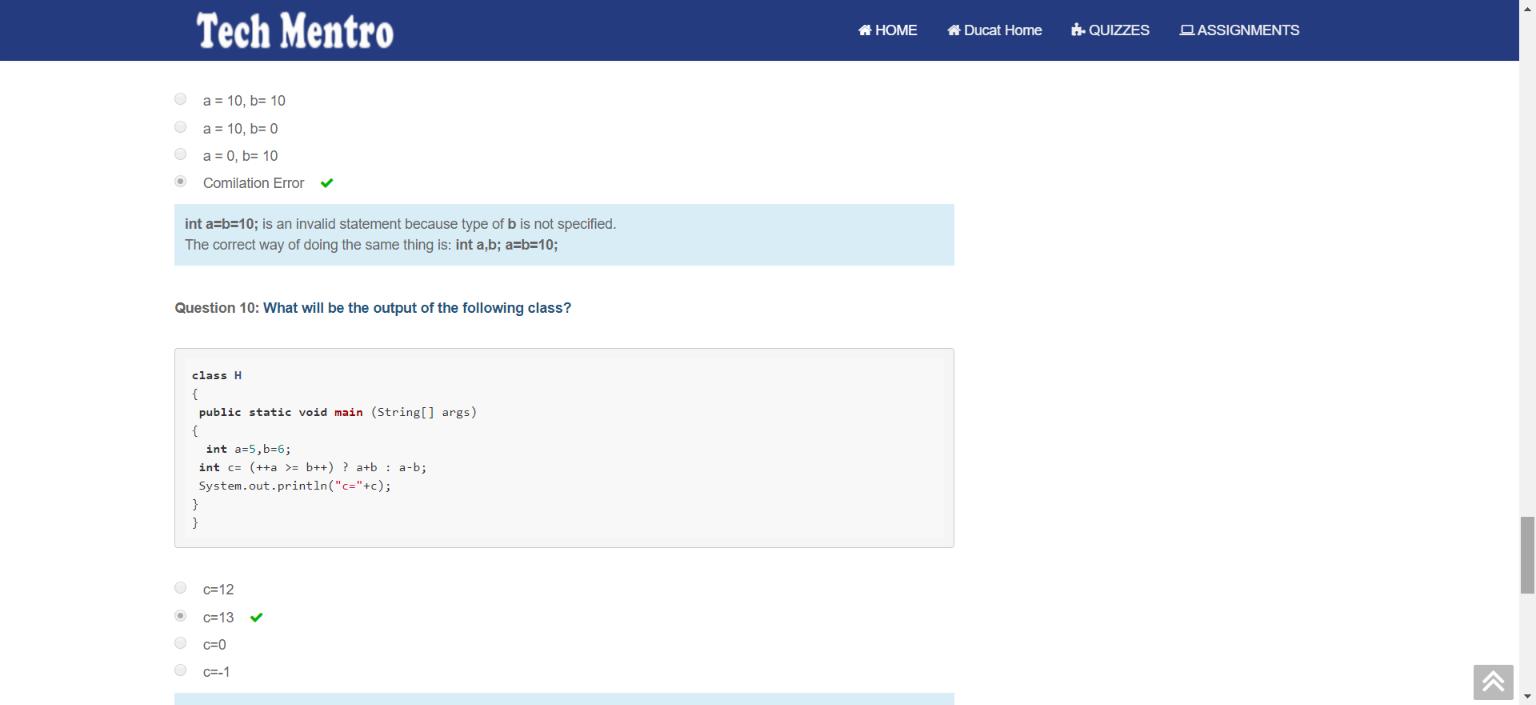 Tech Mentro
HOME Ducat Home QUIZZES ASSIGNMENTS
a = 10, b= 10
a = 10, b= 0
a = 0, b= 10
Comilation Error
int a=b=10; is an invalid statement because type of b is not specified.
The correct way of doing the same thing is: int a,b; a=b=10;
Question 10: What will be the output of the following class?
class H
{
public static void main (String[] args)
{
int a=5,b=6;
int c= (++a >= b++) ? a+b : a-b;
System.out.println("c="+c);
}
}
c=12
c=13
c=0
c=-1